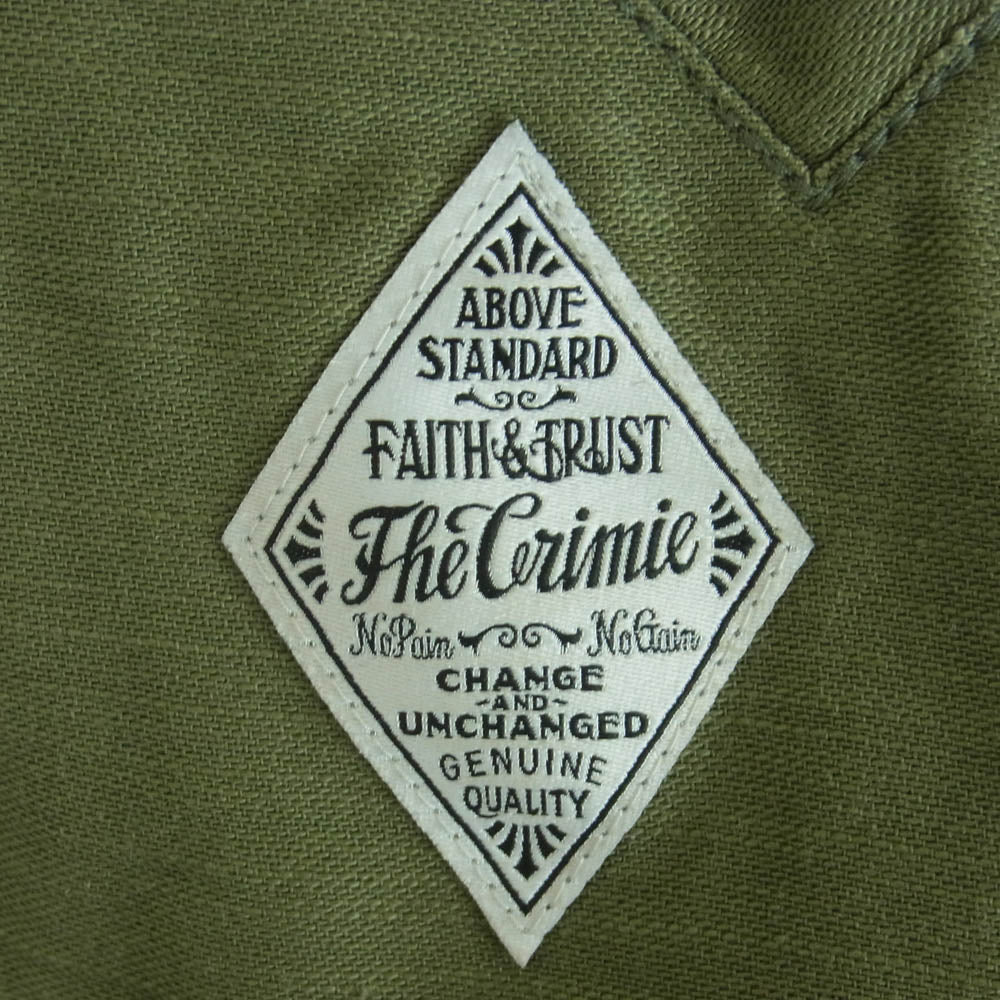 ABOVE
STANDARD
FAITH & TRUST
The Crimie
No Pain No Gain
CHANGE
-AND-
UNCHANGED
GENUINE
QUALITY